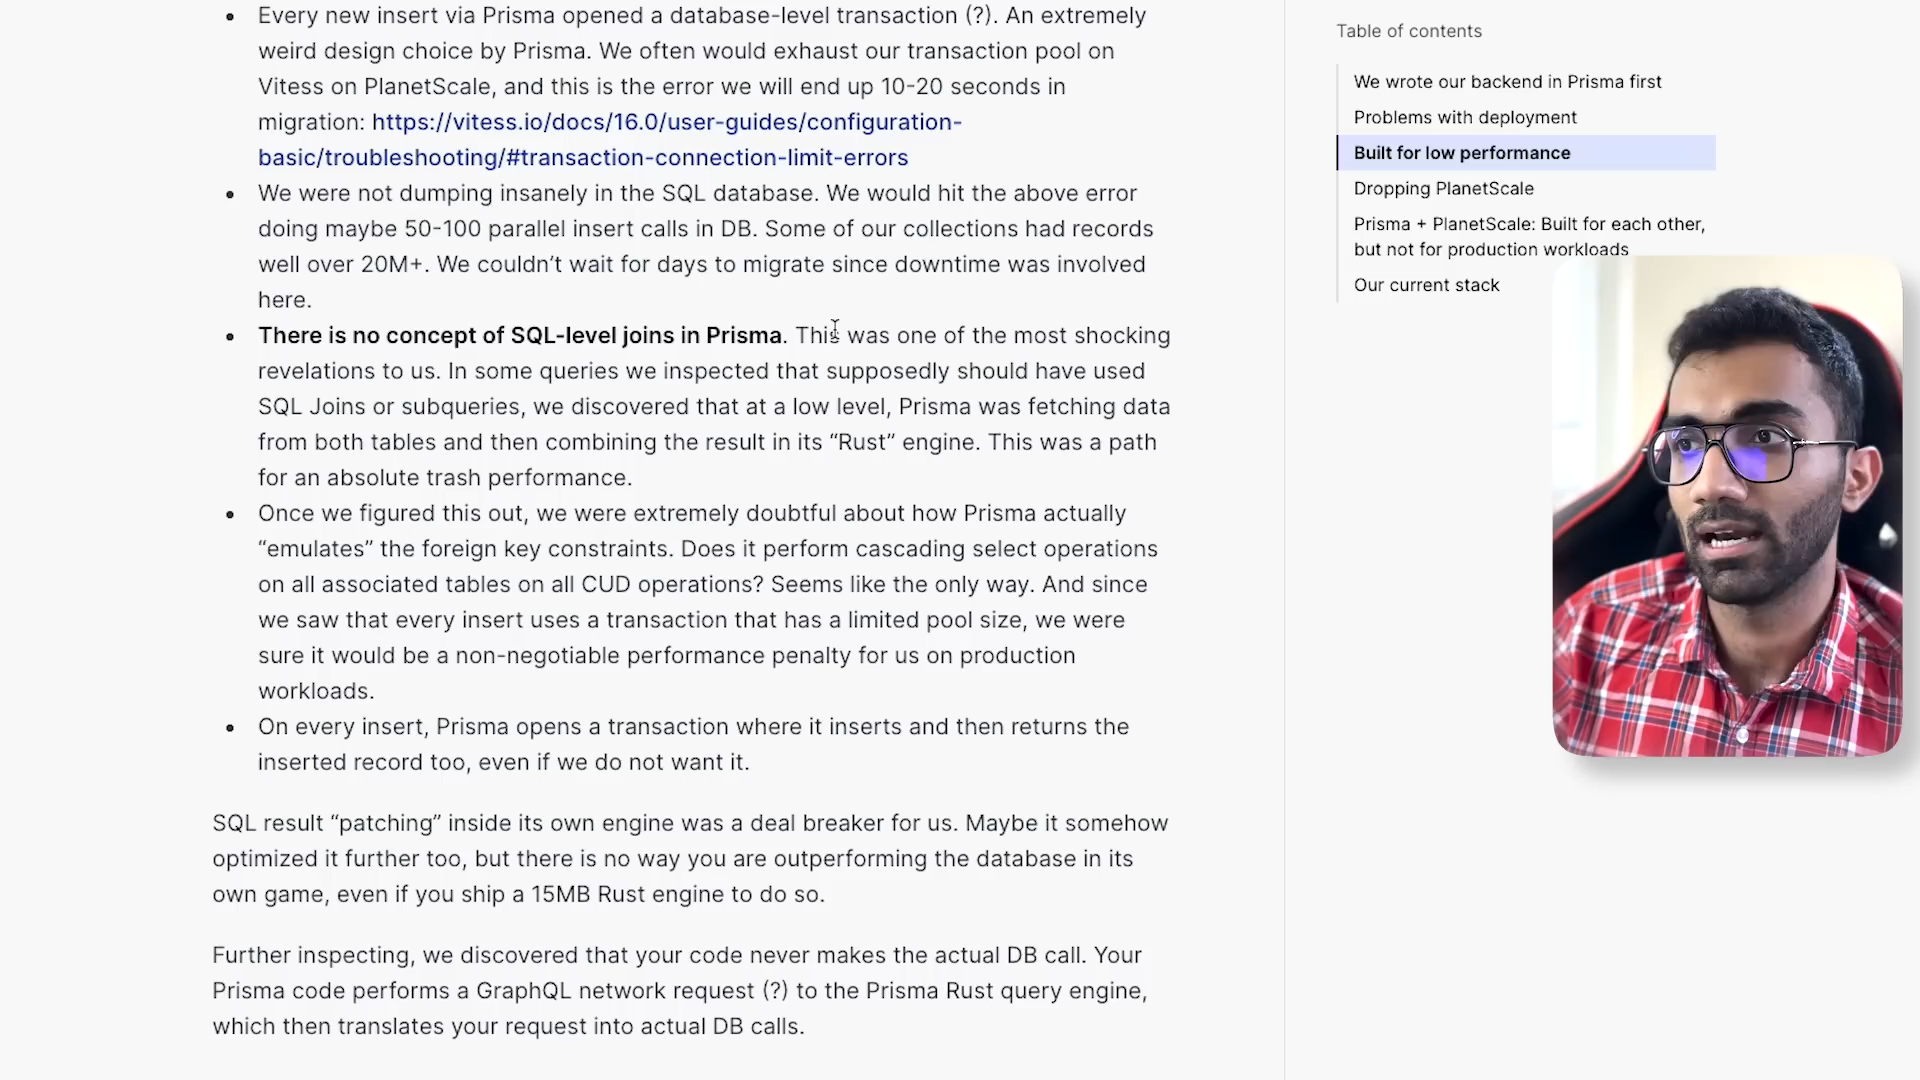 Every new insert via Prisma opened a database-level transaction (?). An extremely
weird design choice by Prisma. We often would exhaust our transaction pool on
Vitess on PlanetScale, and this is the error we will end up 10-20 seconds in
migration: https://vitess.io/docs/16.0/user-guides/configuration-
basic/troubleshooting/#transaction-connection-limit-errors
We were not dumping insanely in the SQL database. We would hit the above error
doing maybe 50-100 parallel insert calls in DB. Some of our collections had records
well over 20M+. We couldn’t wait for days to migrate since downtime was involved
here.
There is no concept of SQL-level joins in Prisma. This was one of the most shocking
revelations to us. In some queries we inspected that supposedly should have used
SQL Joins or subqueries, we discovered that at a low level, Prisma was fetching data
from both tables and then combining the result in its “Rust” engine. This was a path
for an absolute trash performance.
Once we figured this out, we were extremely doubtful about how Prisma actually
“emulates” the foreign key constraints. Does it perform cascading select operations
on all associated tables on all CUD operations? Seems like the only way. And since
we saw that every insert uses a transaction that has a limited pool size, we were
sure it would be a non-negotiable performance penalty for us on production
workloads.
On every insert, Prisma opens a transaction where it inserts and then returns the
inserted record too, even if we do not want it.
SQL result “patching” inside its own engine was a deal breaker for us. Maybe it somehow
optimized it further too, but there is no way you are outperforming the database in its
own game, even if you ship a 15MB Rust engine to do so.
Further inspecting, we discovered that your code never makes the actual DB call. Your
Prisma code performs a GraphQL network request (?) to the Prisma Rust query engine,
which then translates your request into actual DB calls.
Table of contents
We wrote our backend in Prisma first
Problems with deployment
Built for low performance
Dropping PlanetScale
Prisma + PlanetScale: Built for each other,
but not for production workloads
Our current stack